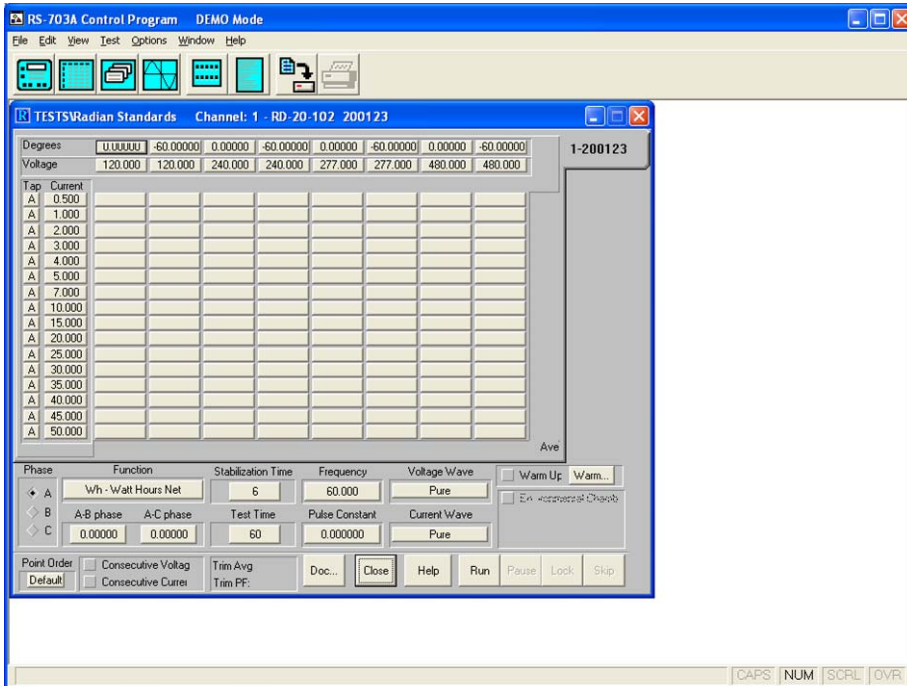 RS-703A Control Program DEMO Mode
File Edit View Test Options Window Help
TESTS\Radian Standards Channel: 1 - RD-20-102 200123
1-200123
Degrees 0.00000 -60.00000 0.00000 -60.00000 0.00000 -60.00000 0.00000 -60.00000
Voltage 120.000 120.000 240.000 240.000 277.000 277.000 480.000 480.000
Tap Current
A 0.500
A 1.000
A 2.000
A 3.000
A 4.000
A 5.000
A 7.000
A 10.000
A 15.000
A 20.000
A 25.000
A 30.000
A 35.000
A 40.000
A 45.000
A 50.000
Ave
Phase Function Stabilization Time Frequency Voltage Wave Warm Up Warm...
A Wh - Watt Hours Net 6 60.000 Pure
B A-B phase A-C phase Test Time Pulse Constant Current Wave
C 0.00000 0.00000 60 0.000000 Pure
Point Order Consecutive Voltag Trim Avg Doc... Close Help Run Pause Lock Skip
Default Consecutive Currer Trim PF:
CAPS NUM SCRL OVR